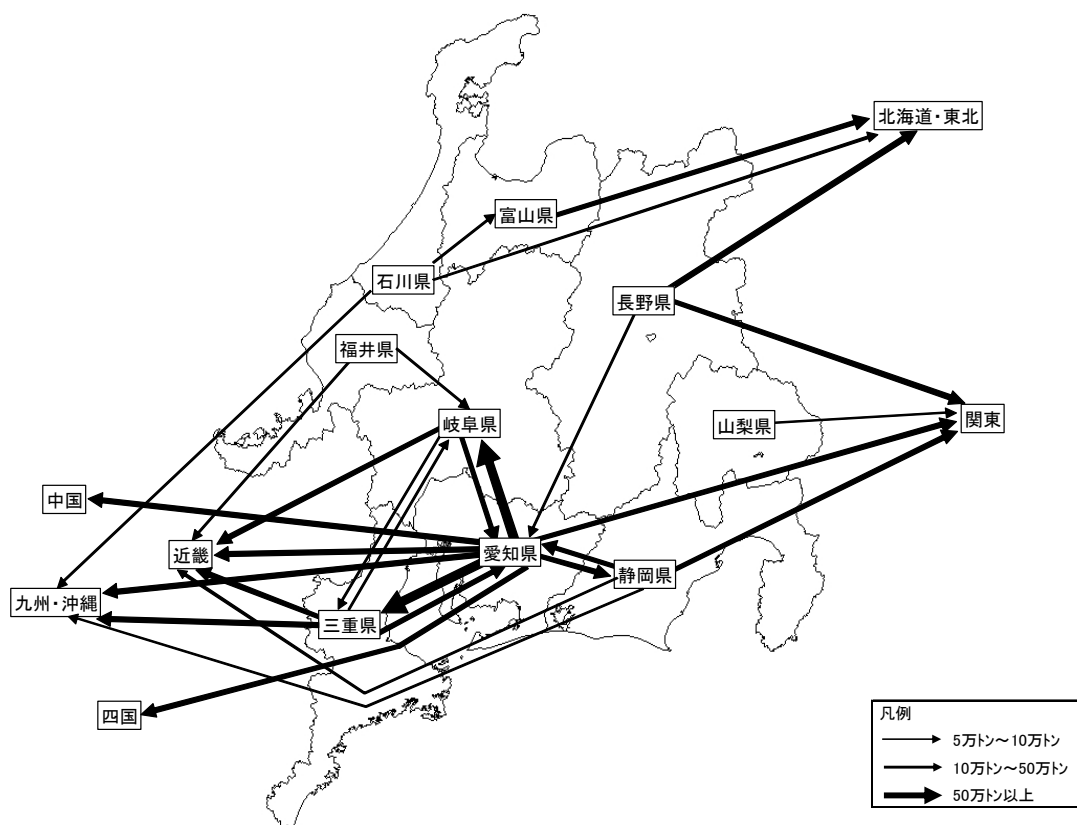 北海道・東北
富山県
石川県
長野県
福井県
岐阜県
山梨県
関東
中国
近畿
愛知県
静岡県
九州・沖縄
三重県
四国
凡例
5万トン～10万トン
10万トン～50万トン
50万トン以上